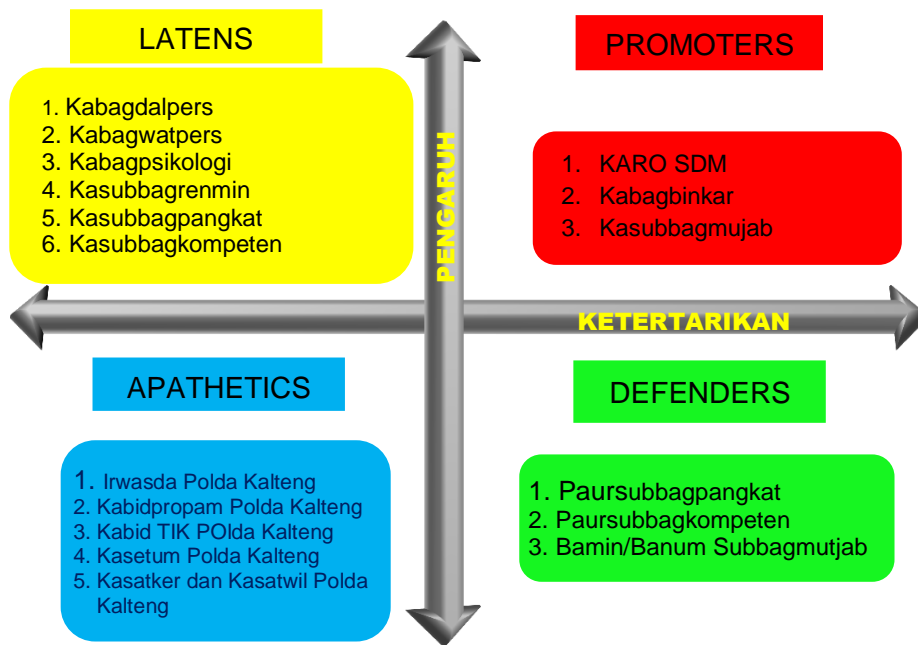 LATENS
1. Kabagdalpers
2. Kabagwatpers
3. Kabagpsikologi
4. Kasubbagrenmin
5. Kasubbagpangkat
6. Kasubbagkompeten
PROMOTERS
1. KARO SDM
2. Kabagbinkar
3. Kasubbagmujab
PENGARUH
KETERTARIKAN
APATHETICS
1. Irwasda Polda Kalteng
2. Kabidpropam Polda Kalteng
3. Kabid TIK POlda Kalteng
4. Kasetum Polda Kalteng
5. Kasatker dan Kasatwil Polda
Kalteng
DEFENDERS
1. Paursubbagpangkat
2. Paursubbagkompeten
3. Bamin/Banum Subbagmutjab